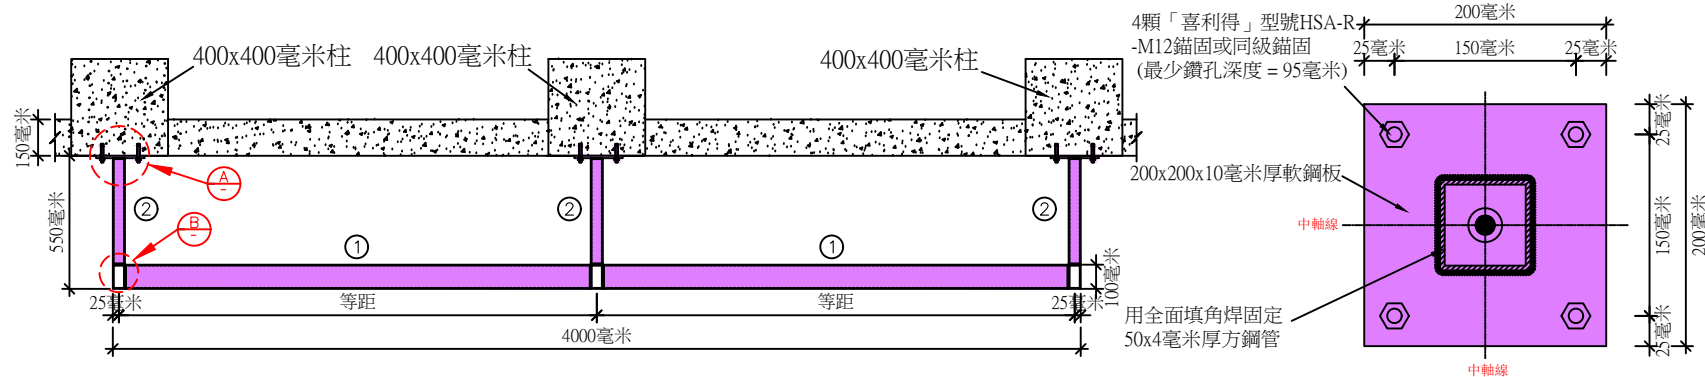 400x400毫米柱
400x400毫米柱
400x400毫米柱
150毫米
550毫米
A
-
B
-
2
2
2
1
1
25毫米
等距
等距
25毫米
100毫米
4000毫米
4顆「喜利得」型號HSA-R
-M12錨固或同級錨固
(最少鑽孔深度 = 95毫米)
200毫米
25毫米
150毫米
25毫米
200x200x10毫米厚軟鋼板
中軸線
用全面填角焊固定
50x4毫米厚方鋼管
中軸線
25毫米
150毫米
25毫米
200毫米